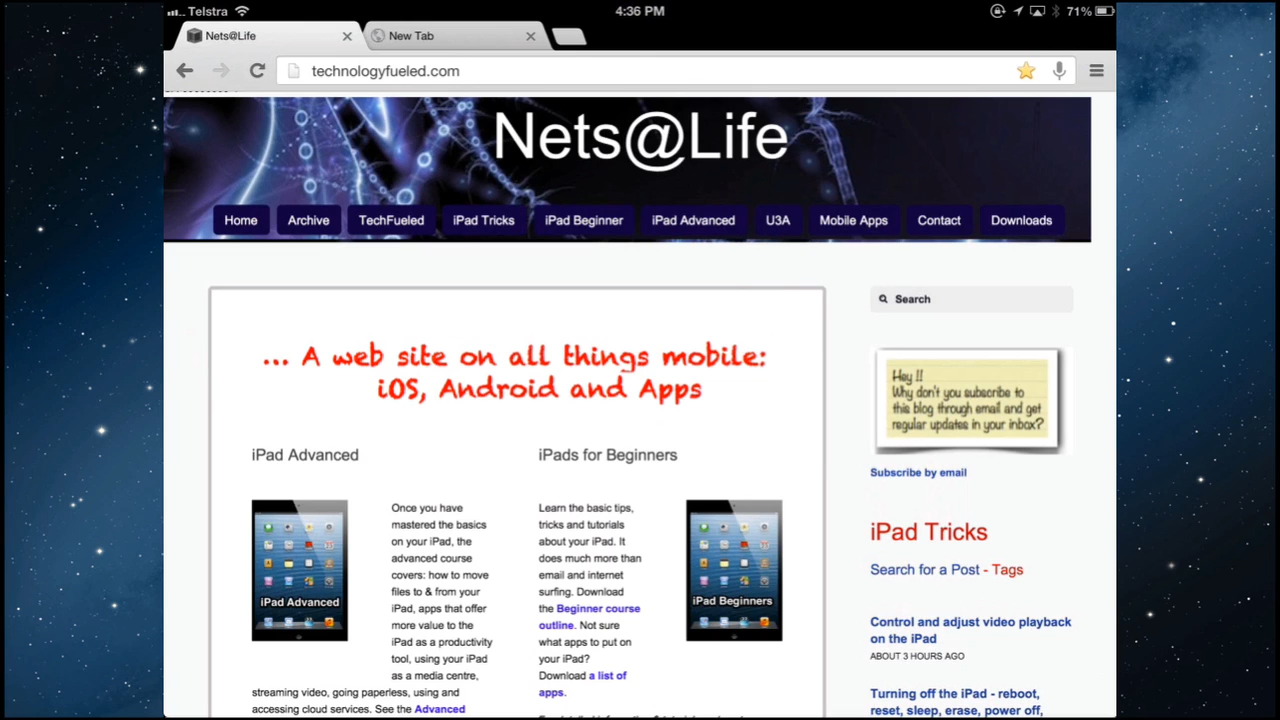 Telstra
4:36 PM
71%
Nets@Life
New Tab
technologyfueled.com
Nets@Life
Home
Archive
TechFueled
iPad Tricks
iPad Beginner
iPad Advanced
U3A
Mobile Apps
Contact
Downloads
... A web site on all things mobile:
iOS, Android and Apps
iPad Advanced
iPad Advanced
Once you have
mastered the basics
on your iPad, the
advanced course
covers: how to move
files to & from your
iPad, apps that offer
more value to the
iPad as a productivity
tool, using your iPad
as a media centre,
streaming video, going paperless, using and
accessing cloud services. See the Advanced
iPads for Beginners
Learn the basic tips,
tricks and tutorials
about your iPad. It
does much more than
email and internet
surfing. Download
the Beginner course
outline. Not sure
what apps to put on
your iPad?
Download a list of
apps.
iPad Beginners
Search
Hey !!
Why don't you subscribe to
this blog through email and get
regular updates in your inbox?
Subscribe by email
iPad Tricks
Search for a Post - Tags
Control and adjust video playback
on the iPad
ABOUT 3 HOURS AGO
Turning off the iPad - reboot,
reset, sleep, erase, power off,